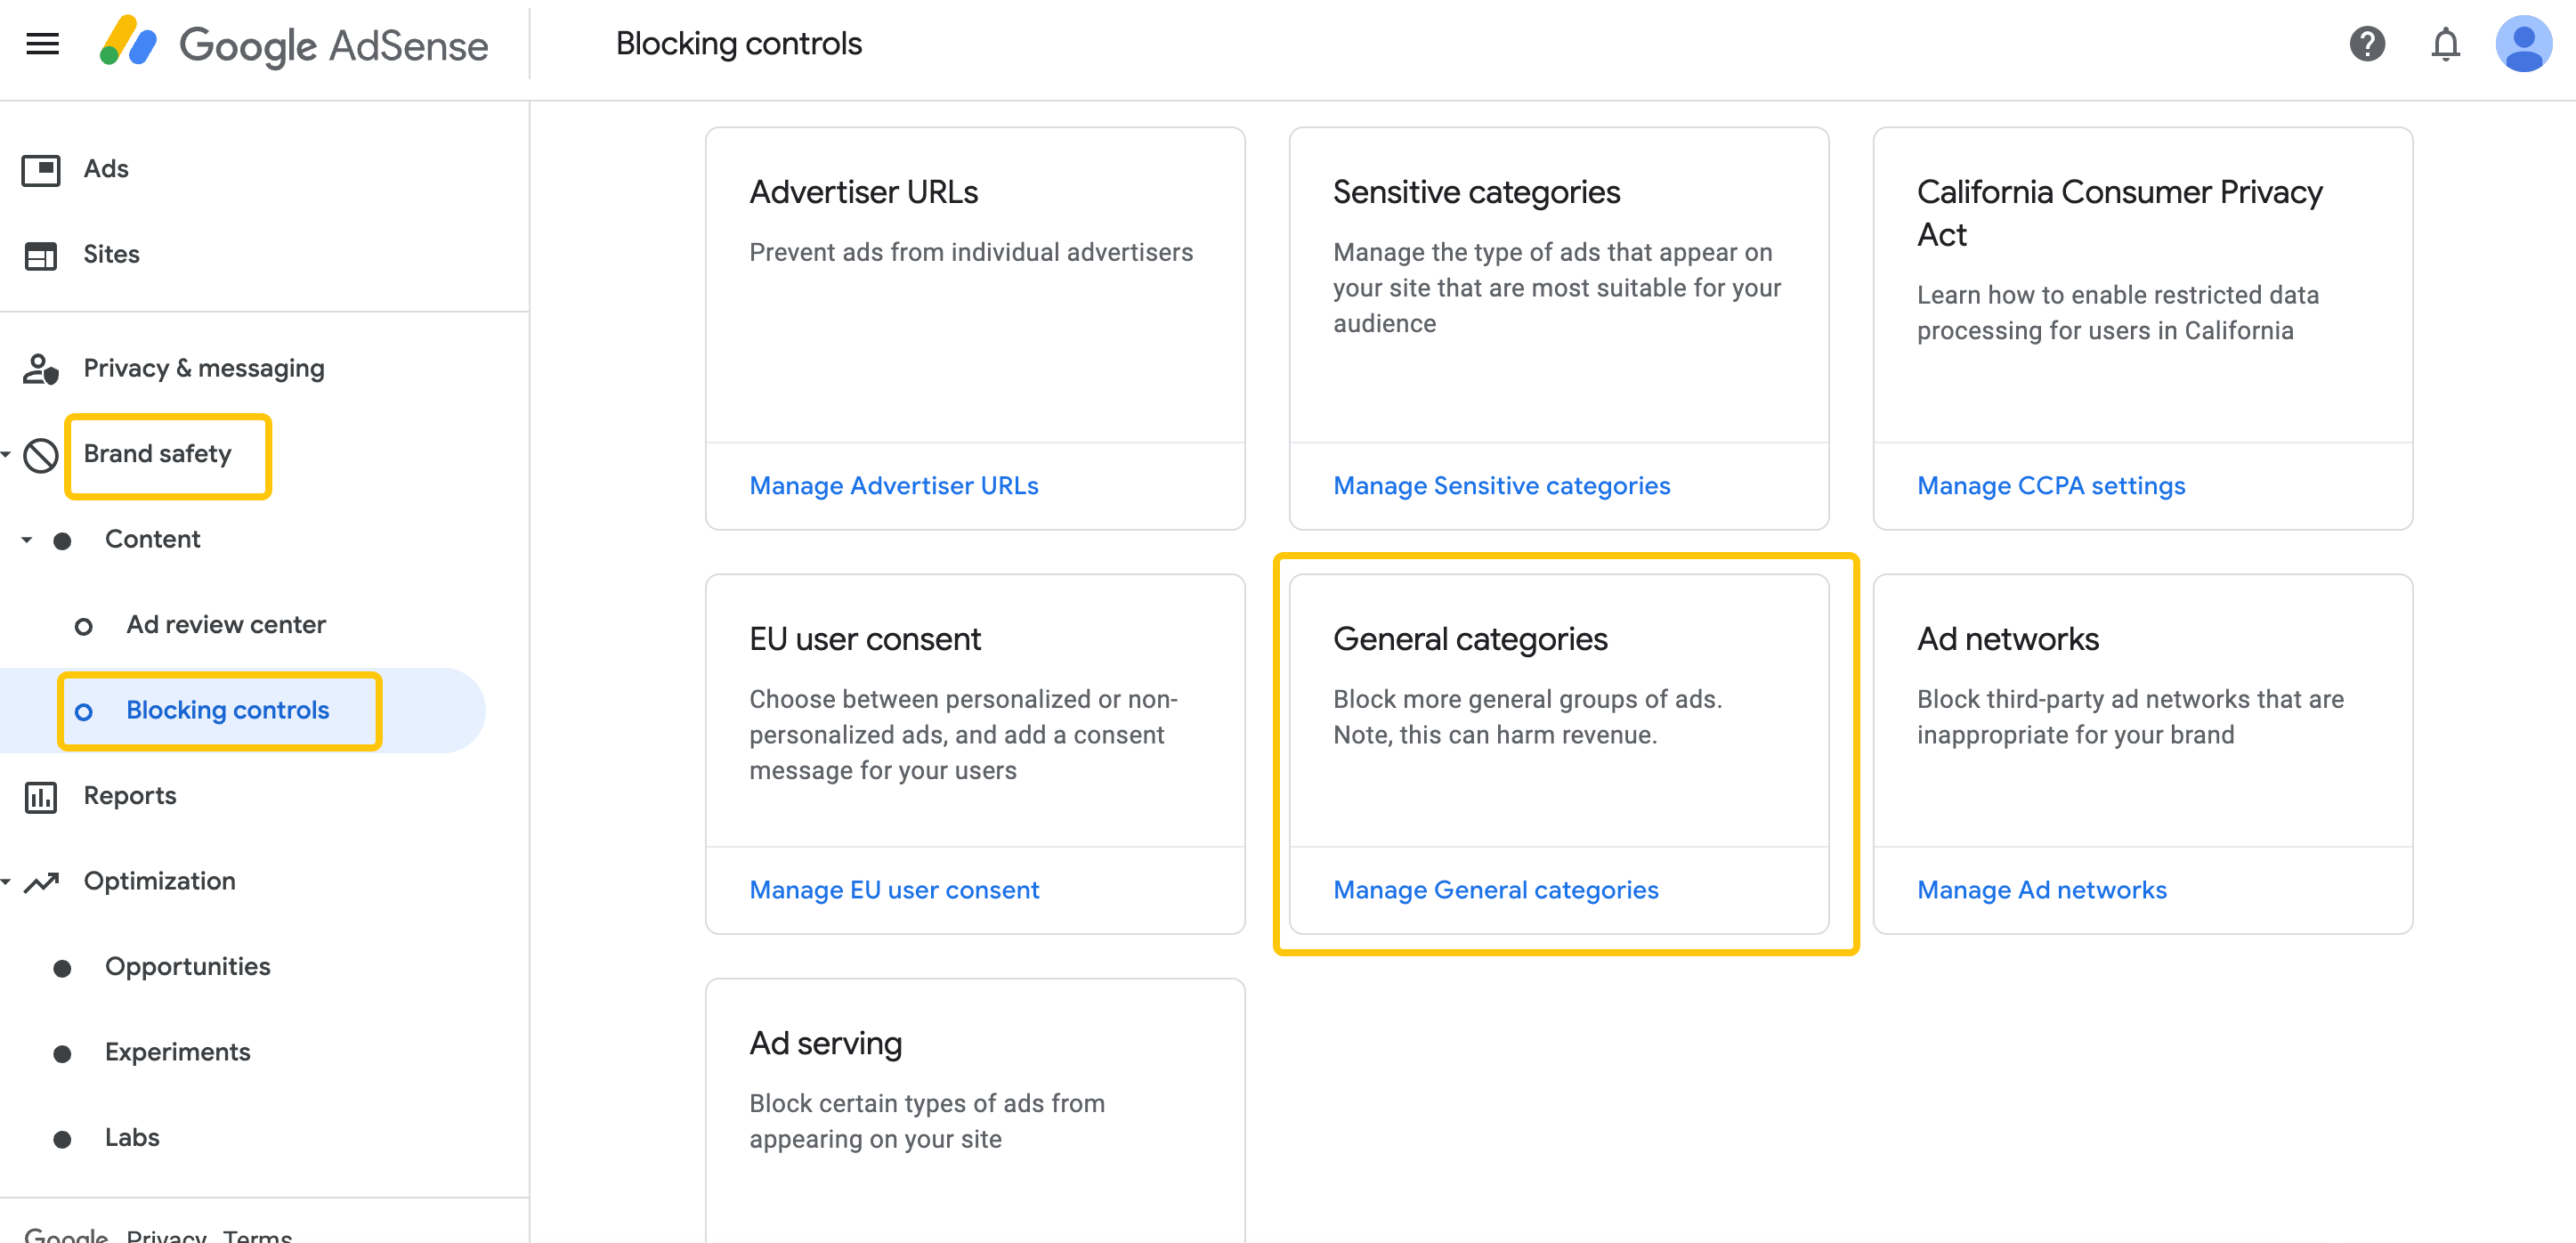 Google AdSense
Blocking controls
Ads
Sites
Privacy & messaging
Brand safety
Content
Ad review center
Blocking controls
Reports
Optimization
Opportunities
Experiments
Labs
Google Privacy Terms
Advertiser URLs
Prevent ads from individual advertisers
Manage Advertiser URLs
Sensitive categories
Manage the type of ads that appear on
your site that are most suitable for your
audience
Manage Sensitive categories
California Consumer Privacy
Act
Learn how to enable restricted data
processing for users in California
Manage CCPA settings
EU user consent
Choose between personalized or non-
personalized ads, and add a consent
message for your users
Manage EU user consent
General categories
Block more general groups of ads.
Note, this can harm revenue.
Manage General categories
Ad networks
Block third-party ad networks that are
inappropriate for your brand
Manage Ad networks
Ad serving
Block certain types of ads from
appearing on your site